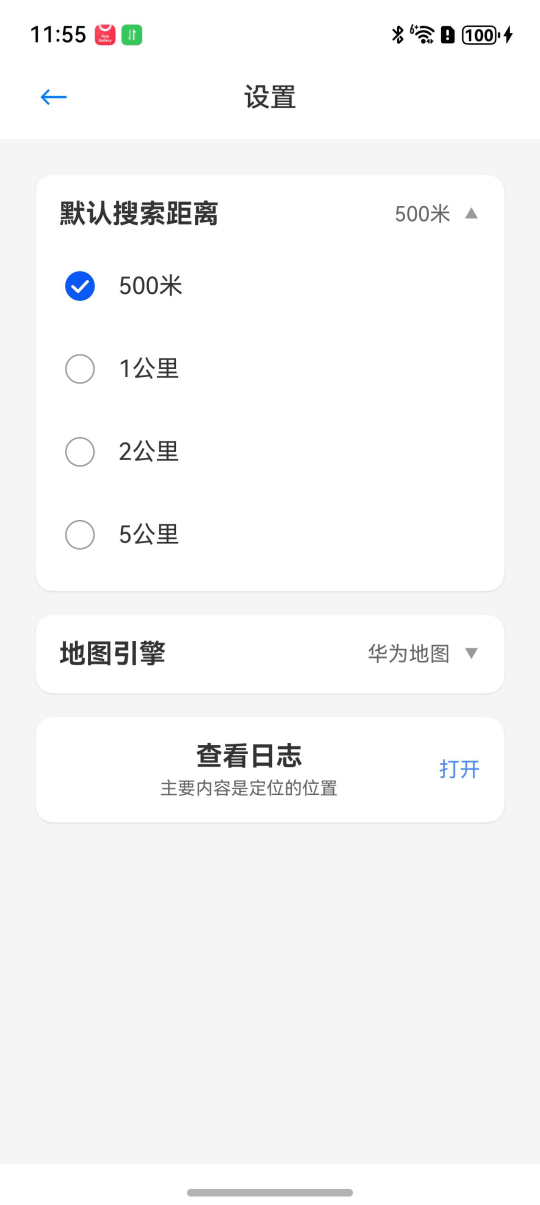 11:55
100
设置
默认搜索距离 500米
500米
1公里
2公里
5公里
地图引擎 华为地图
查看日志
主要内容是定位的位置
打开